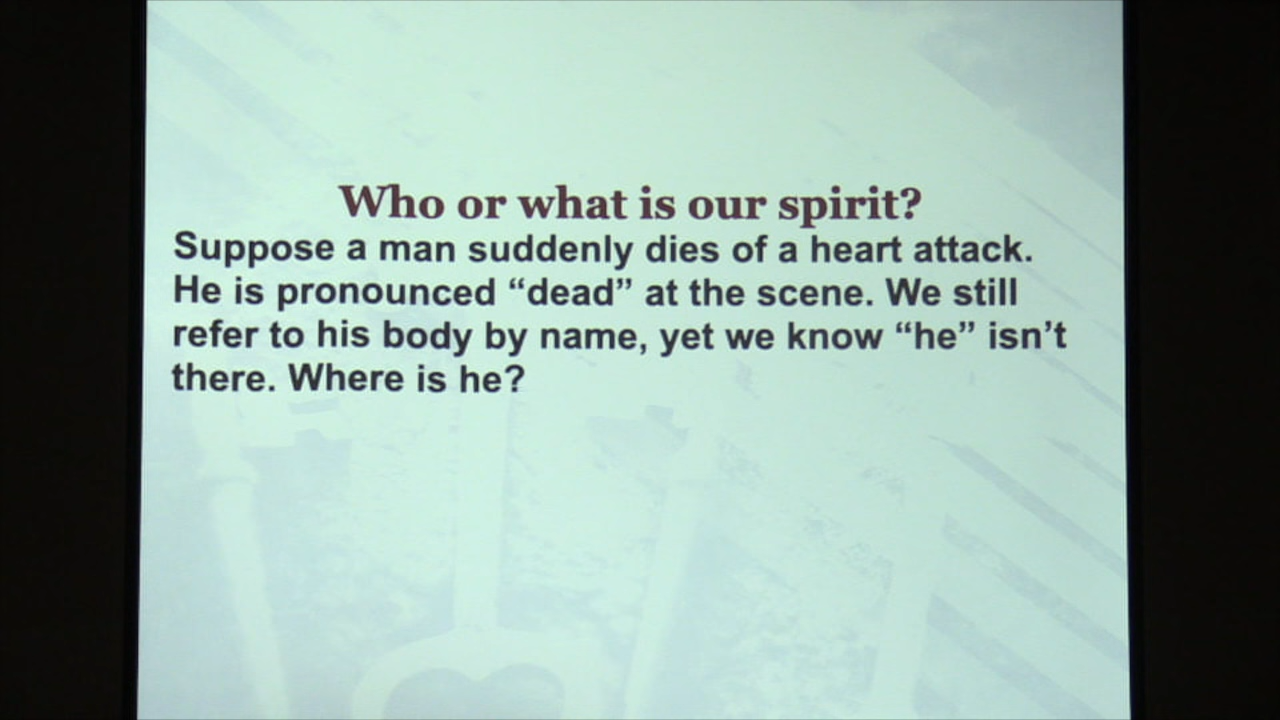 Who or what is our spirit?
Suppose a man suddenly dies of a heart attack.
He is pronounced “dead” at the scene. We still
refer to his body by name, yet we know “he” isn’t
there. Where is he?